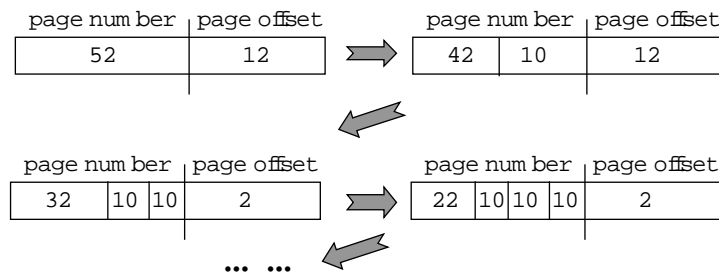 page number page offset
52 12
page number page offset
42 10 12
page number page offset
32 10 10 2
page number page offset
22 10 10 10 2
... ...